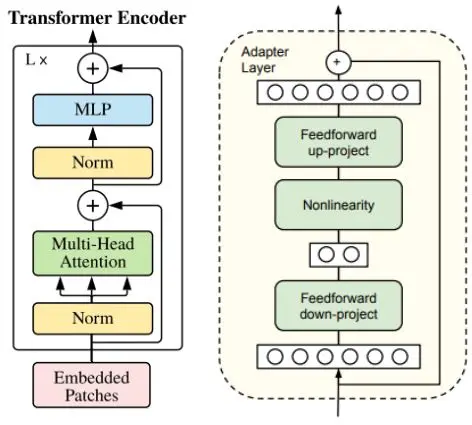 Transformer Encoder
L x
+
MLP
Norm
+
Multi-Head
Attention
Norm
Embedded
Patches
Adapter
Layer
+
Feedforward
up-project
Nonlinearity
Feedforward
down-project